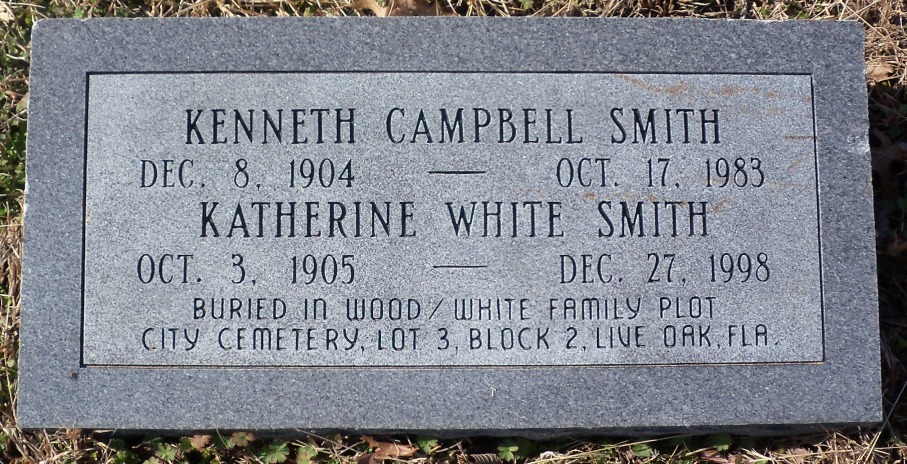 KENNETH CAMPBELL SMITH
DEC. 8, 1904 — OCT. 17, 1983
KATHERINE WHITE SMITH
OCT. 3, 1905 — DEC. 27, 1998
BURIED IN WOOD/WHITE FAMILY PLOT
CITY CEMETERY, LOT 3, BLOCK 2, LIVE OAK, FLA.